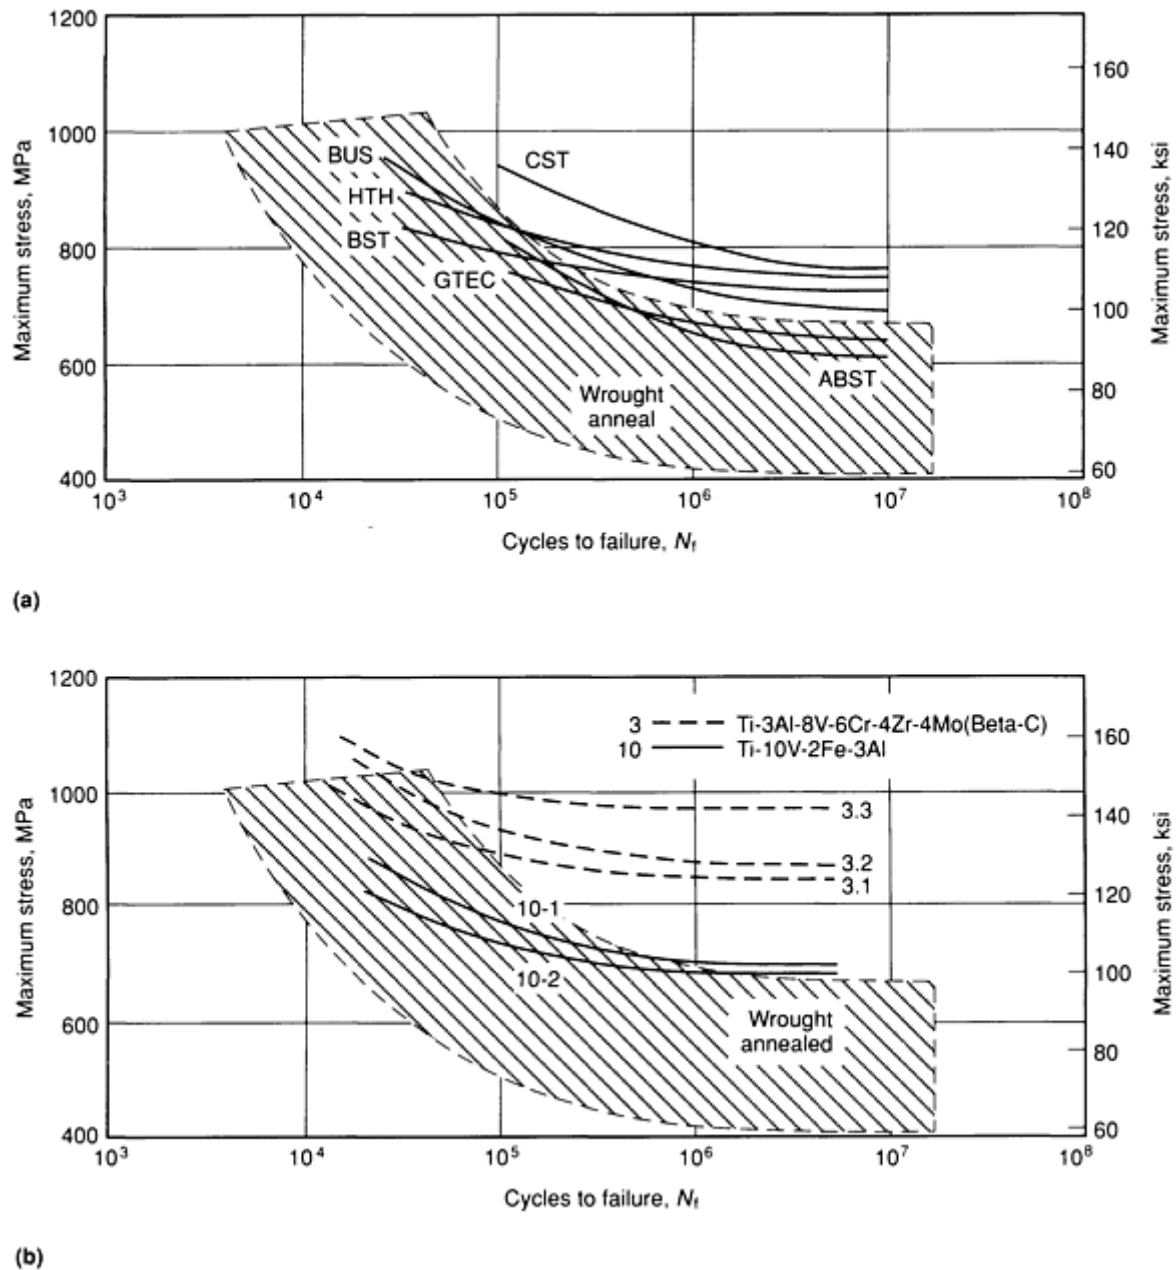 1200
1000
800
600
400
Maximum stress, MPa
160
140
120
100
80
60
Maximum stress, ksi
BUS
CST
HTH
BST
GTEC
ABST
Wrought
anneal
10³ 10⁴ 10⁵ 10⁶ 10⁷ 10⁸
Cycles to failure, Nf
(a)
1200
1000
800
600
400
Maximum stress, MPa
160
140
120
100
80
60
Maximum stress, ksi
3 Ti-3Al-8V-6Cr-4Zr-4Mo(Beta-C)
10 Ti-10V-2Fe-3Al
3.3
3.2
3.1
10-1
10-2
Wrought
annealed
10³ 10⁴ 10⁵ 10⁶ 10⁷ 10⁸
Cycles to failure, Nf
(b)